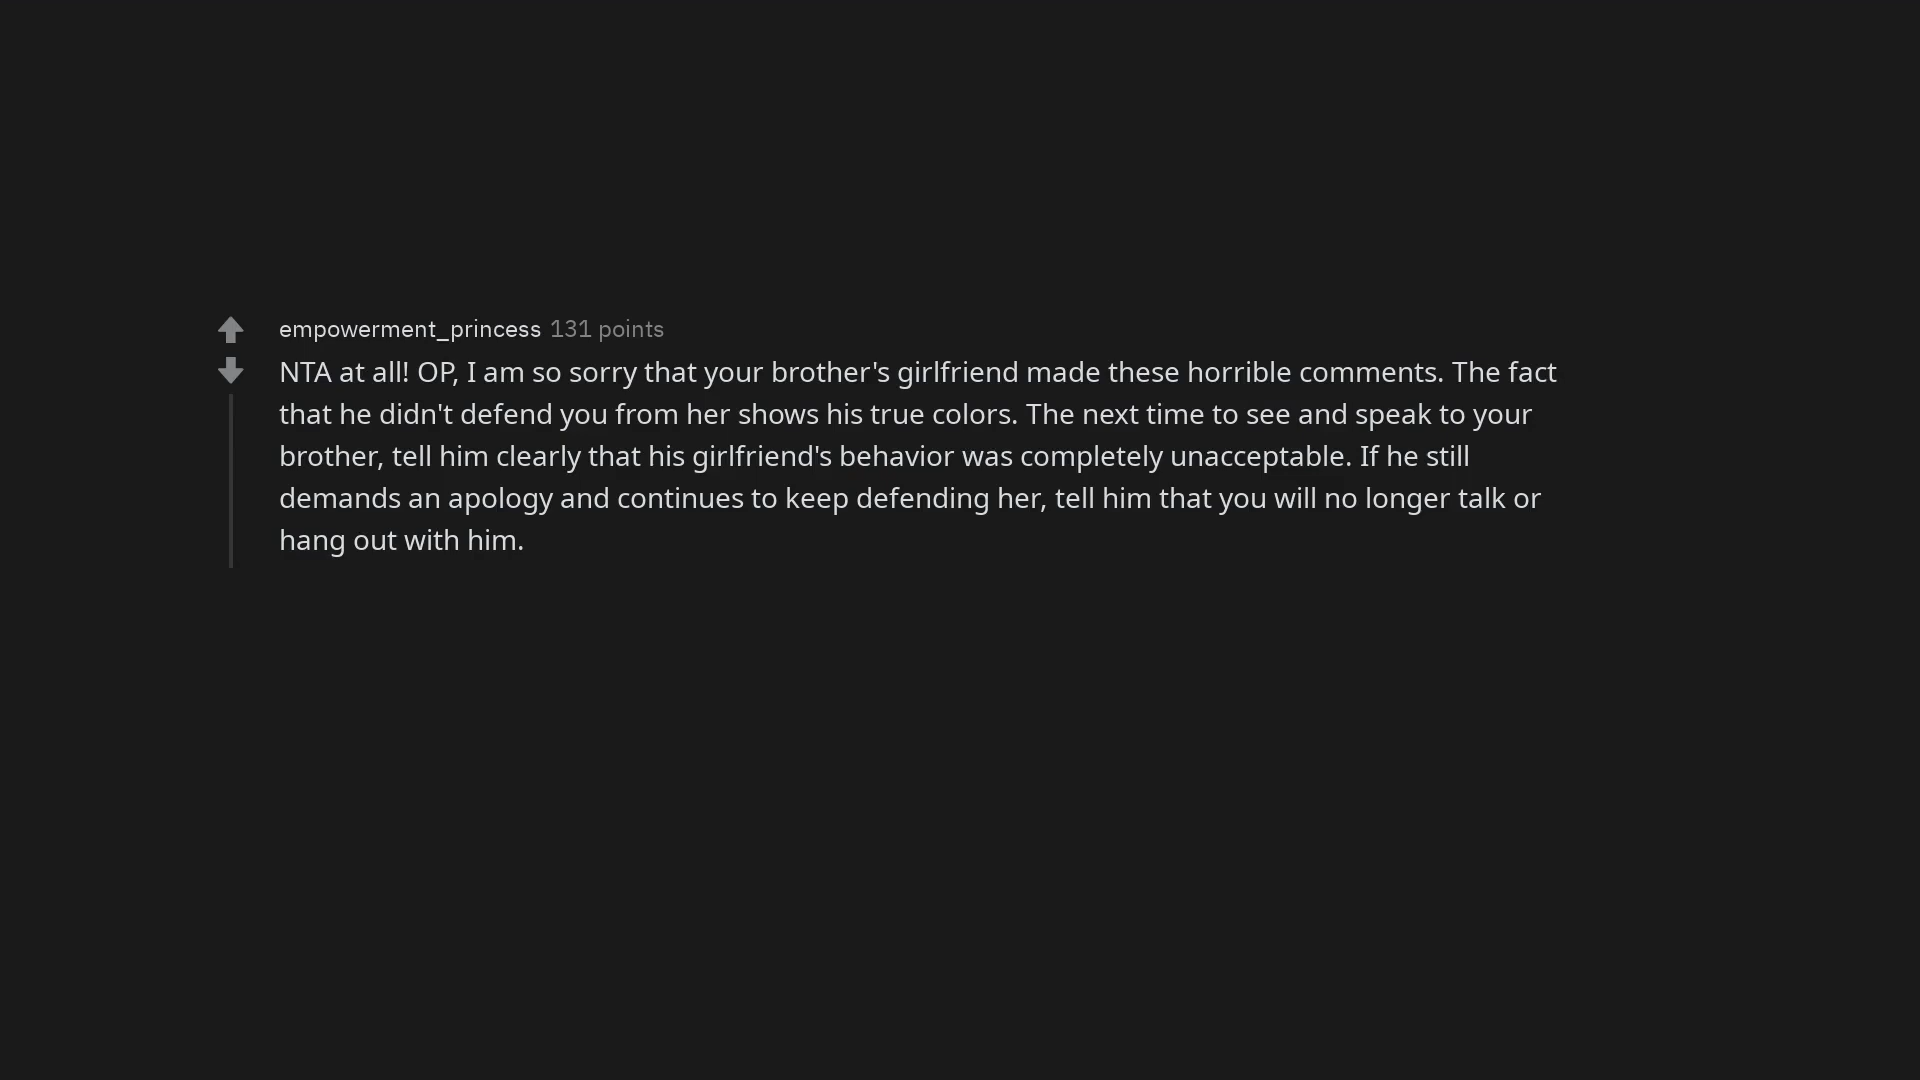 empowerment_princess 131 points
NTA at all! OP, I am so sorry that your brother's girlfriend made these horrible comments. The fact
that he didn't defend you from her shows his true colors. The next time to see and speak to your
brother, tell him clearly that his girlfriend's behavior was completely unacceptable. If he still
demands an apology and continues to keep defending her, tell him that you will no longer talk or
hang out with him.